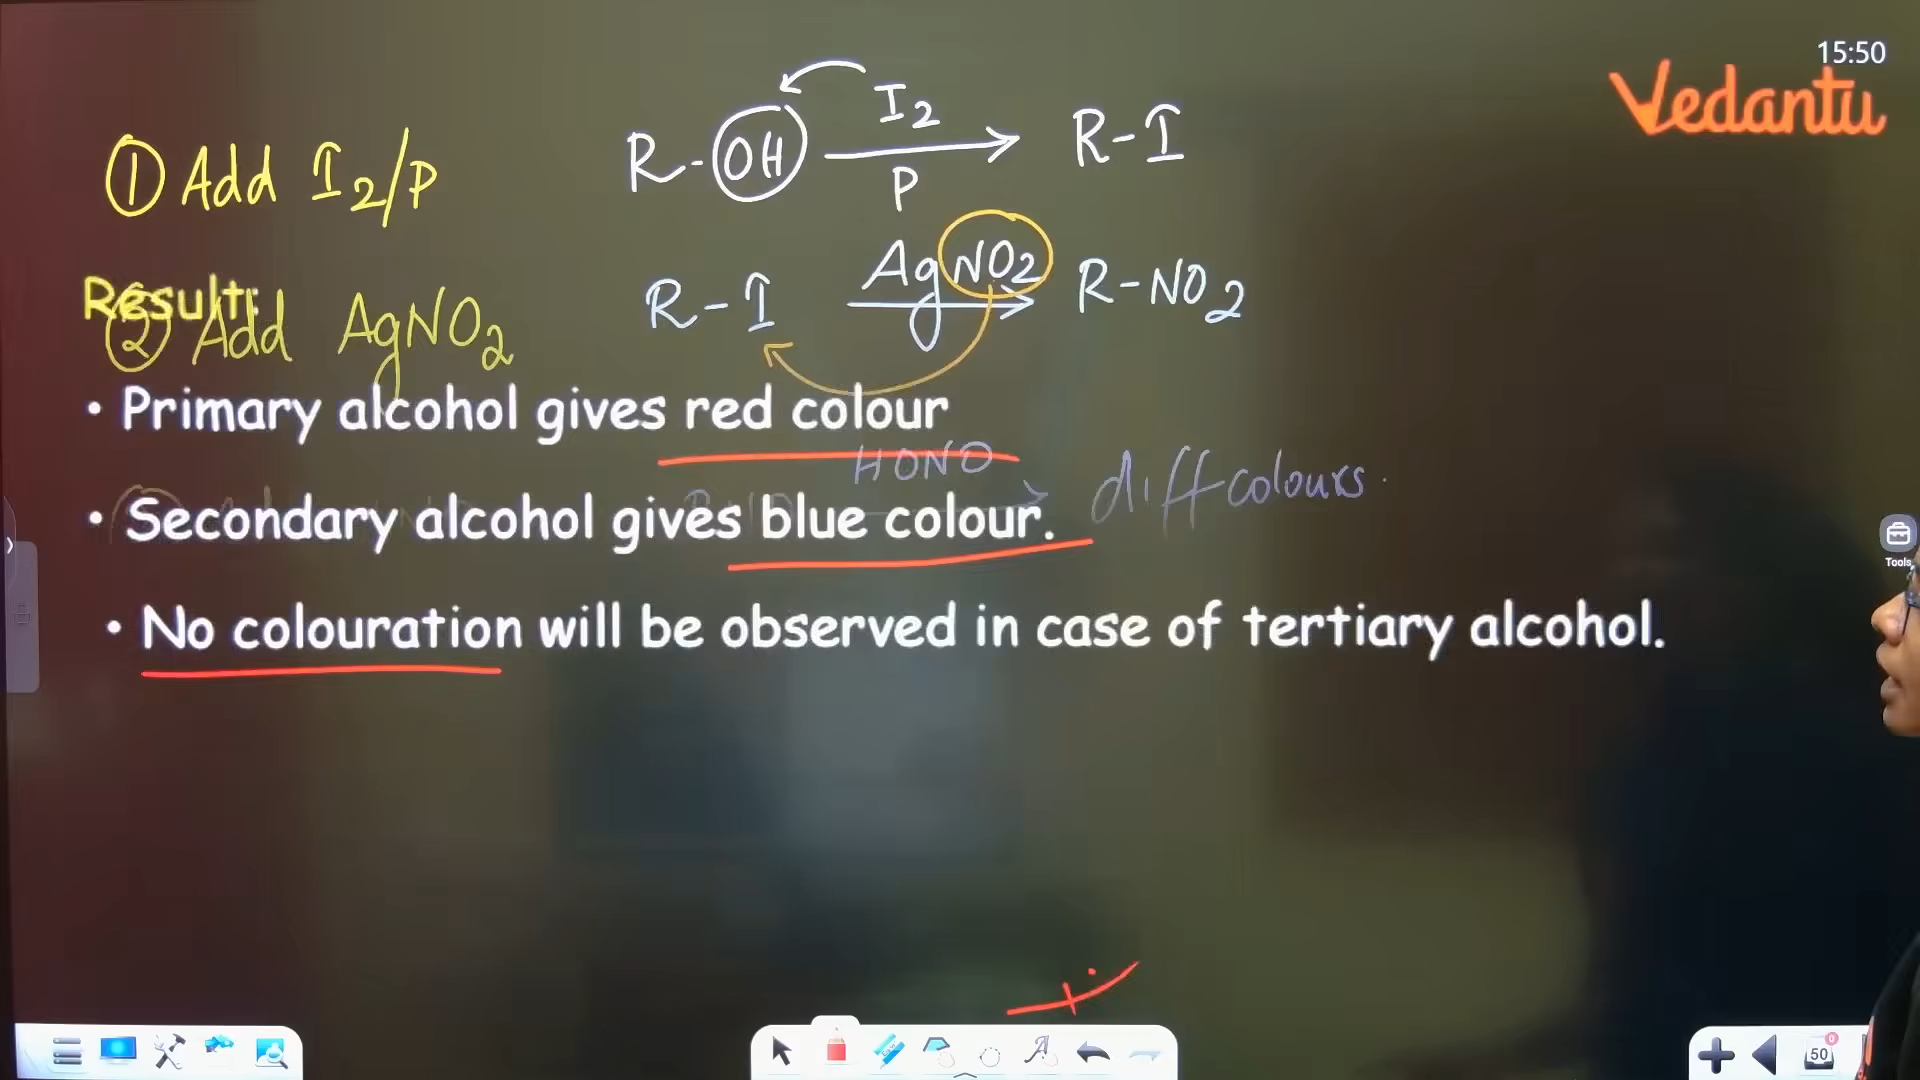 15:50
Vedantu
① Add I2/P
R-OH I2 P R-I
Result:
② Add AgNO2
R-I AgNO2 R-NO2
• Primary alcohol gives red colour
HONO
diff colours.
• Secondary alcohol gives blue colour.
• No colouration will be observed in case of tertiary alcohol.
Tools
50
0